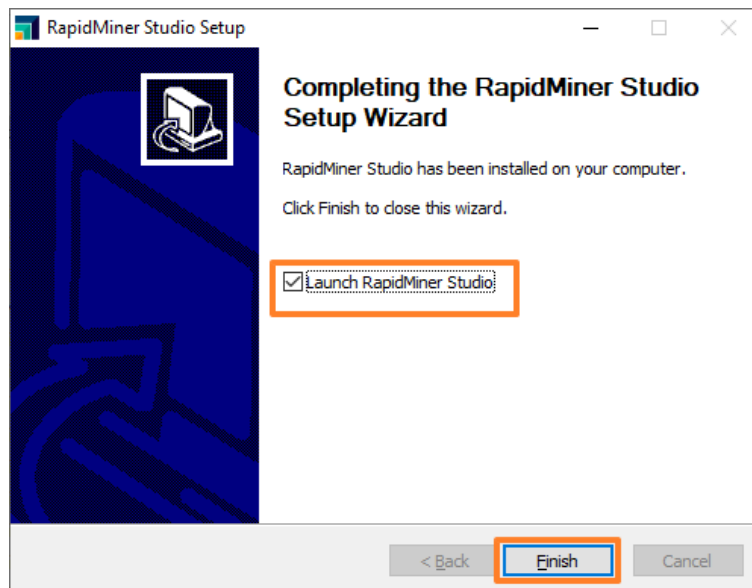 RapidMiner Studio Setup
Completing the RapidMiner Studio
Setup Wizard
RapidMiner Studio has been installed on your computer.
Click Finish to close this wizard.
Launch RapidMiner Studio
< Back Finish Cancel